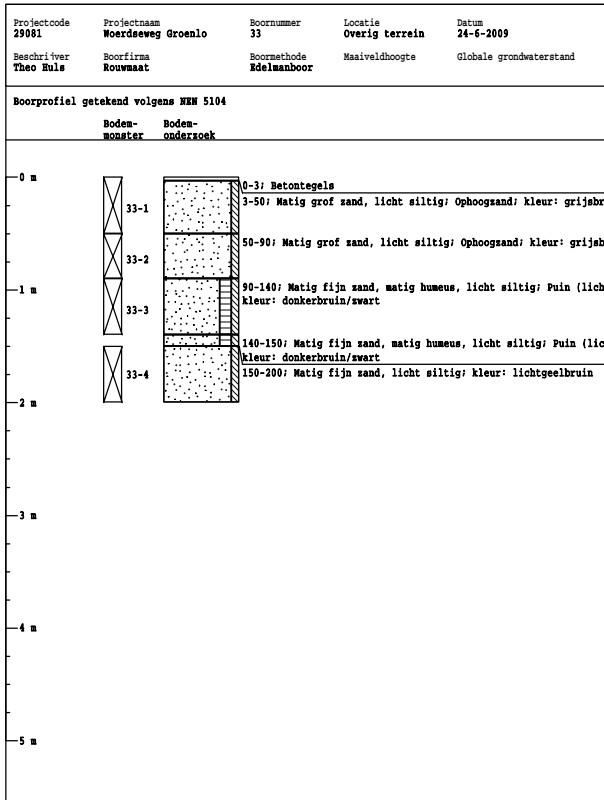 Projectcode Projectnaam Boornummer Locatie Datum
29081 Woerdseweg Groenlo 33 Overig terrein 24-6-2009
Beschrijver Boorfirma Boormethode Maaiveldhoogte Globale grondwaterstand
Theo Huls Rouwmaat Edelmanboor
Boorprofiel getekend volgens NEN 5104
Bodem- Bodem-
monster onderzoek
0 m
0-3; Betontegels
3-50; Matig grof zand, licht siltig; Ophoogzand; kleur: grijsbr
33-1
50-90; Matig grof zand, licht siltig; Ophoogzand; kleur: grijsb
33-2
1 m
90-140; Matig fijn zand, matig humeus, licht siltig; Puin (lich
kleur: donkerbruin/zwart
33-3
140-150; Matig fijn zand, matig humeus, licht siltig; Puin (lic
kleur: donkerbruin/zwart
150-200; Matig fijn zand, licht siltig; kleur: lichtgeelbruin
33-4
2 m
3 m
4 m
5 m